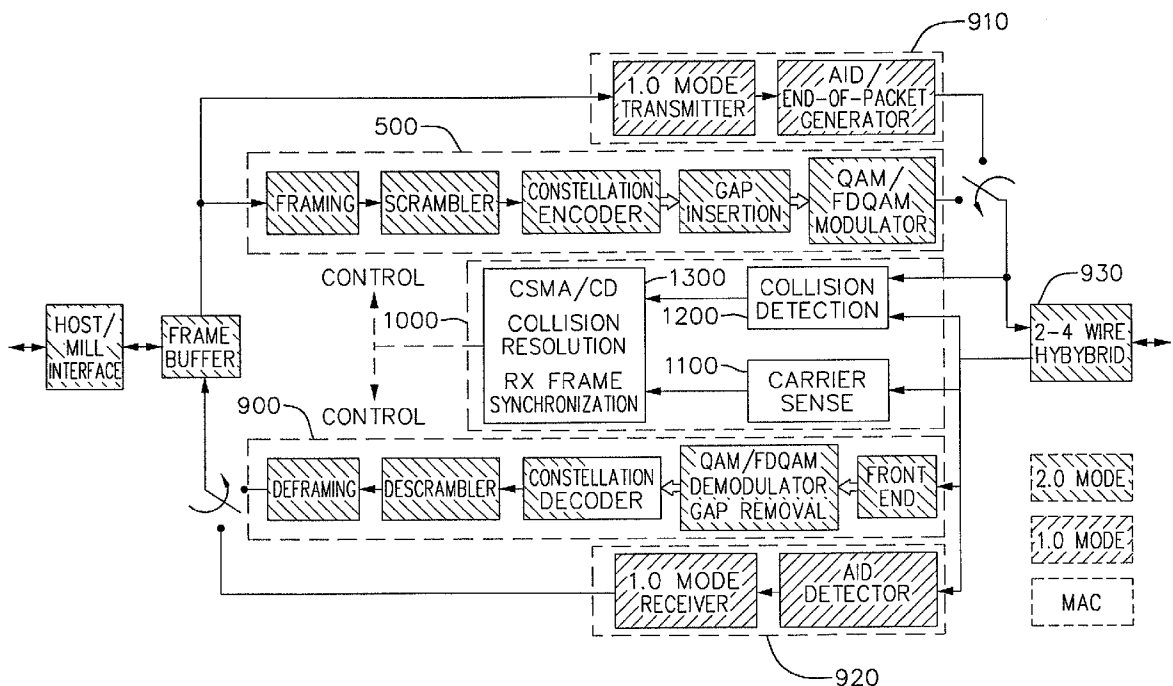 910
1.0 MODE
TRANSMITTER
AID/
END-OF-PACKET
GENERATOR
500
FRAMING
SCRAMBLER
CONSTELLATION
ENCODER
GAP
INSERTION
QAM/
FDQAM
MODULATOR
CONTROL
1000
CSMA/CD
COLLISION
RESOLUTION
RX FRAME
SYNCHRONIZATION
1300
1200
COLLISION
DETECTION
1100
CARRIER
SENSE
930
2-4 WIRE
HYBYBRID
HOST/
MILL
INTERFACE
FRAME
BUFFER
CONTROL
900
DEFRAMING
DESCRAMBLER
CONSTELLATION
DECODER
QAM/FDQAM
DEMODULATOR
GAP REMOVAL
FRONT
END
1.0 MODE
RECEIVER
AID
DETECTOR
920
2.0 MODE
1.0 MODE
MAC